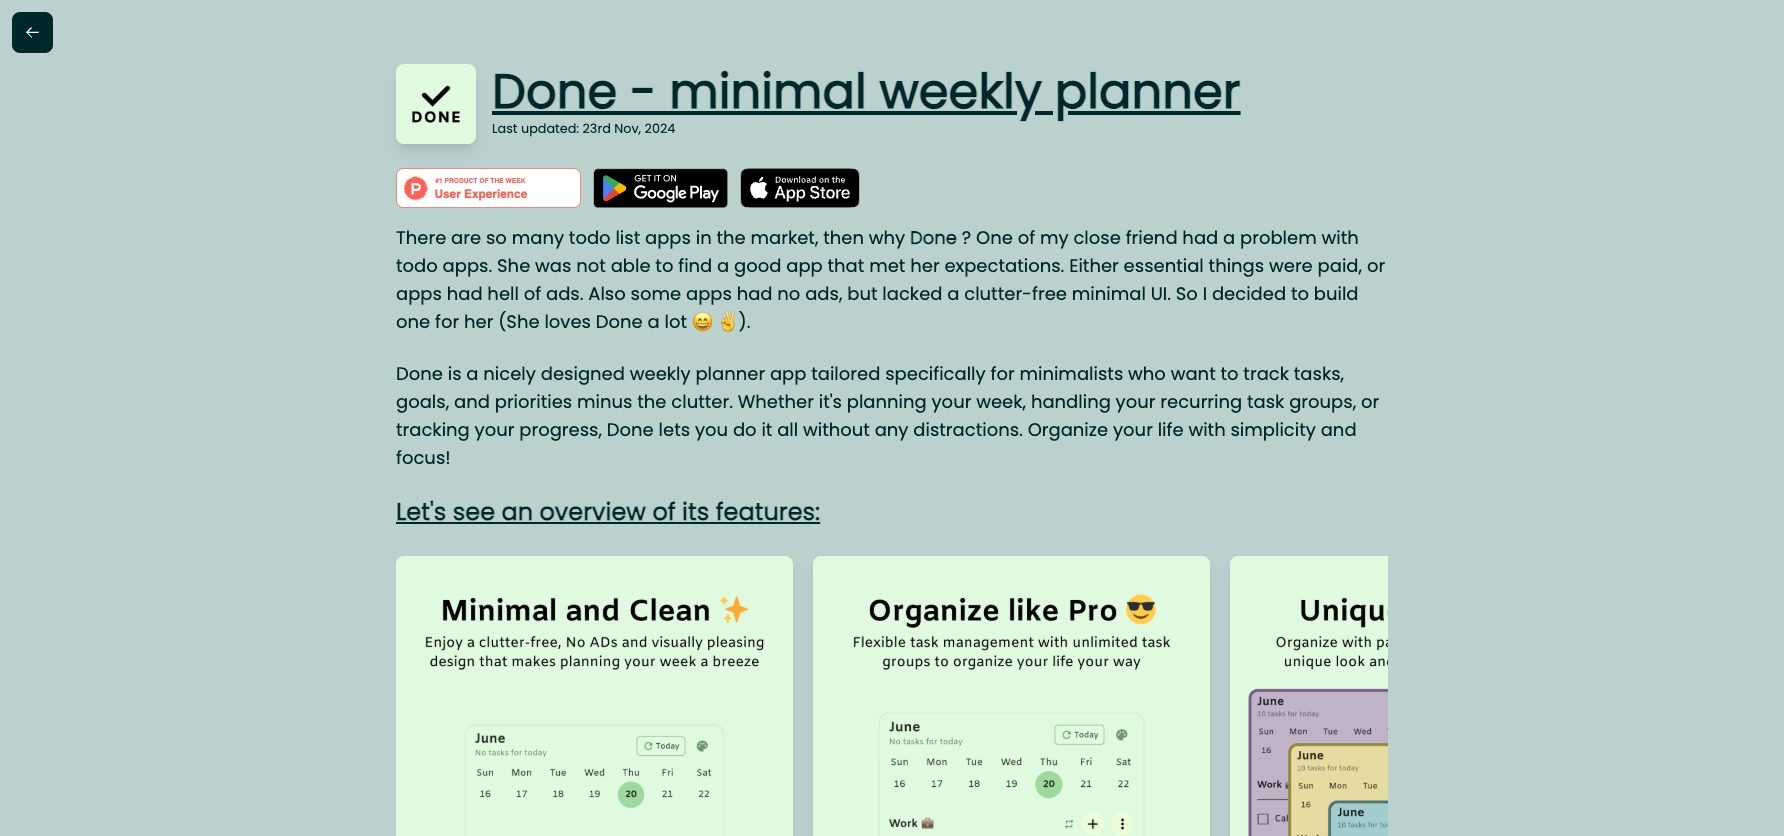 DONE
Done - minimal weekly planner
Last updated: 23rd Nov, 2024
#1 PRODUCT OF THE WEEK
User Experience
GET IT ON
Google Play
Download on the
App Store
There are so many todo list apps in the market, then why Done ? One of my close friend had a problem with
todo apps. She was not able to find a good app that met her expectations. Either essential things were paid, or
apps had hell of ads. Also some apps had no ads, but lacked a clutter-free minimal UI. So I decided to build
one for her (She loves Done a lot 😄 ✌️).
Done is a nicely designed weekly planner app tailored specifically for minimalists who want to track tasks,
goals, and priorities minus the clutter. Whether it's planning your week, handling your recurring task groups, or
tracking your progress, Done lets you do it all without any distractions. Organize your life with simplicity and
focus!
Let's see an overview of its features:
Minimal and Clean ✨
Enjoy a clutter-free, No ADs and visually pleasing
design that makes planning your week a breeze
June
No tasks for today
Today
Sun Mon Tue Wed Thu Fri Sat
16 17 18 19 20 21 22
Organize like Pro 😎
Flexible task management with unlimited task
groups to organize your life your way
June
No tasks for today
Today
Sun Mon Tue Wed Thu Fri Sat
16 17 18 19 20 21 22
Work 💼
Uniqu
Organize with pa
unique look an
June
10 tasks for today
Sun Mon Tue Wed
16
Work
Cal
June
10 tasks for today
Sun Mon Tue
16
June
10 tasks for to